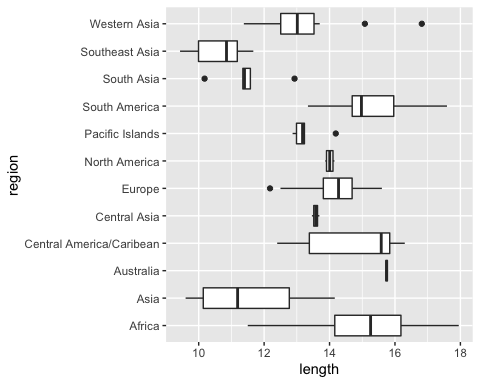 Western Asia
Southeast Asia
South Asia
South America
Pacific Islands
North America
Europe
Central Asia
Central America/Caribean
Australia
Asia
Africa
region
10 12 14 16 18
length